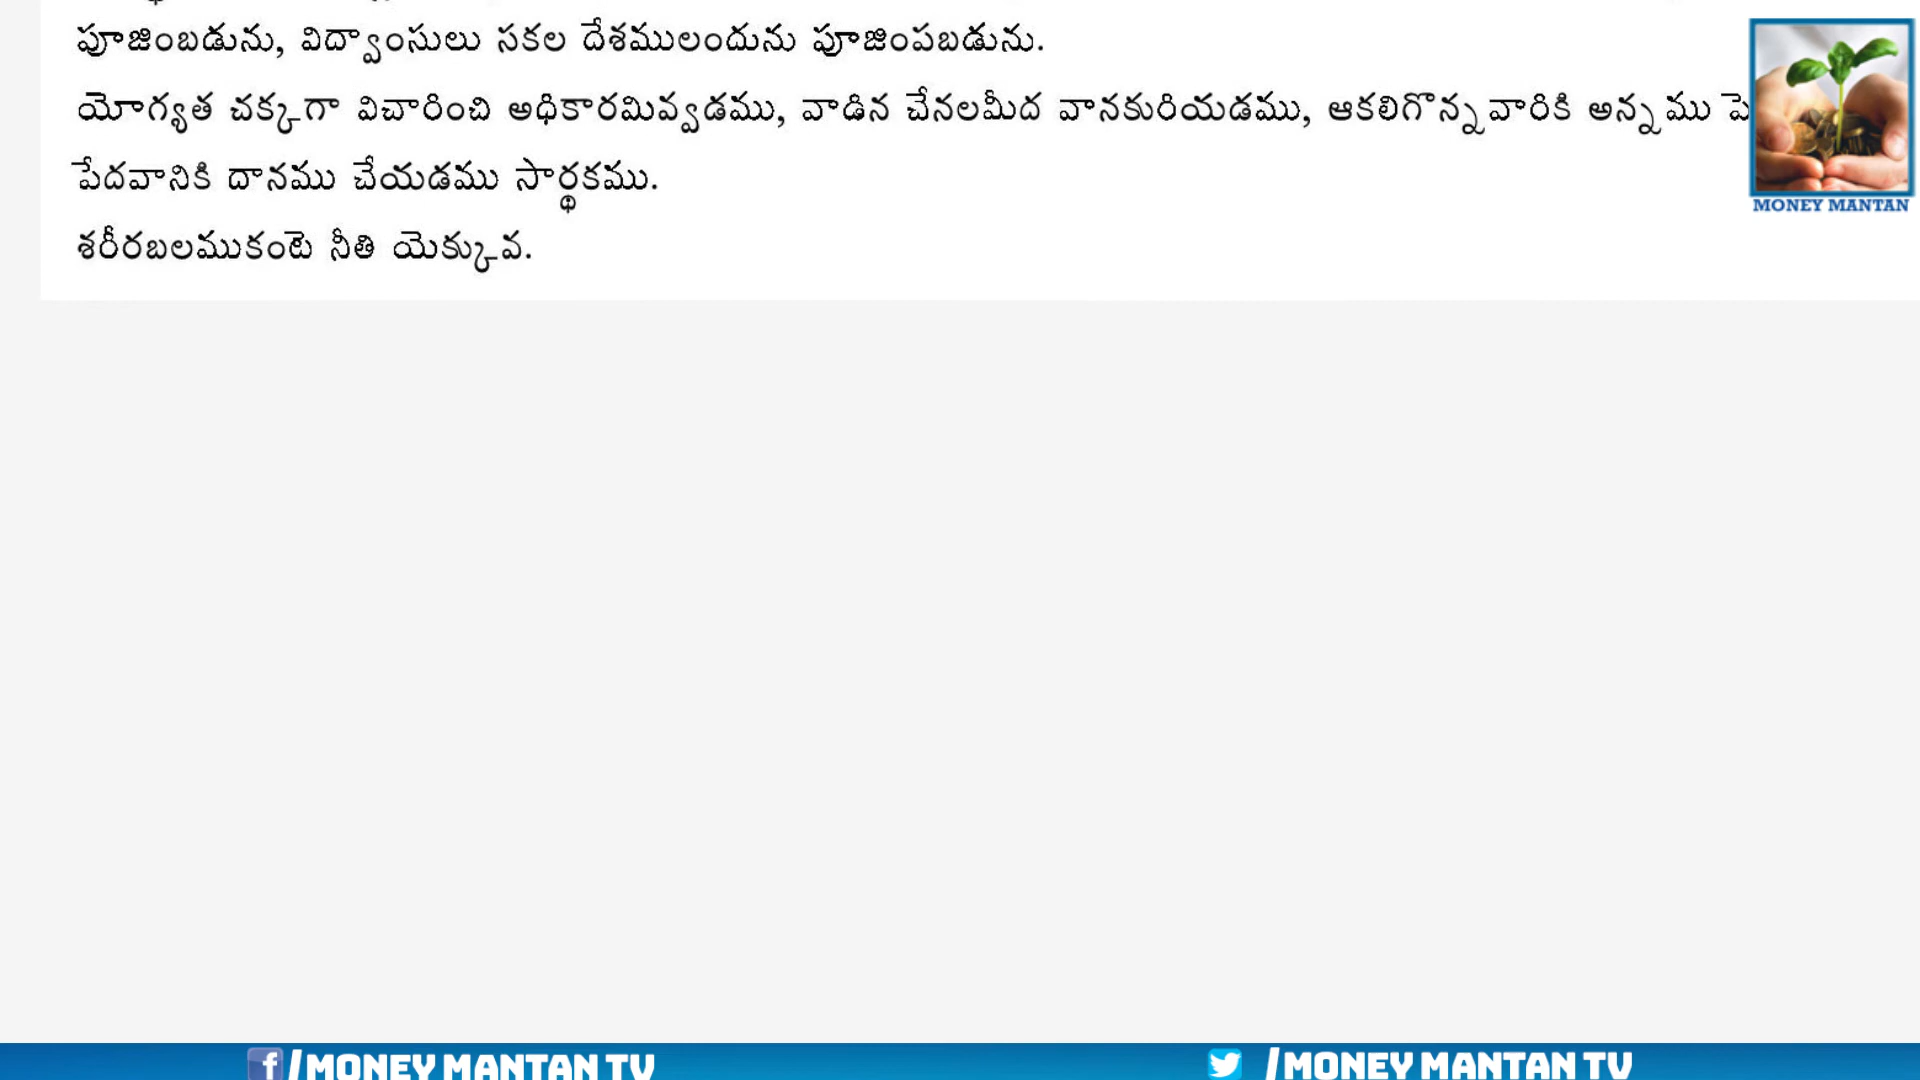 పూజింబడును, విద్వాంసులు సకల దేశములందును పూజింపబడును.
యోగ్యత చక్కగా విచారించి అధికారమివ్వడము, వాడిన చేనలమీద వానకురియడము, ఆకలిగొన్నవారికి అన్నము
పేదవానికి దానము చేయడము సార్థకము.
శరీరబలముకంటె నీతి యెక్కువ.
MONEY MANTAN
/MONEY MANTAN TV
/MONEY MANTAN TV